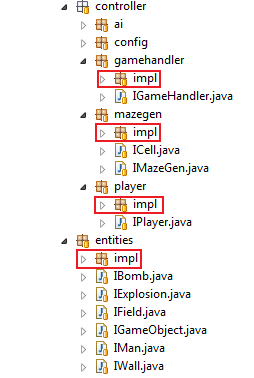 controller
ai
config
gamehandler
impl
IGameHandler.java
mazegen
impl
ICell.java
IMazeGen.java
player
impl
IPlayer.java
entities
impl
IBomb.java
IExplosion.java
IField.java
IGameObject.java
IMan.java
IWall.java